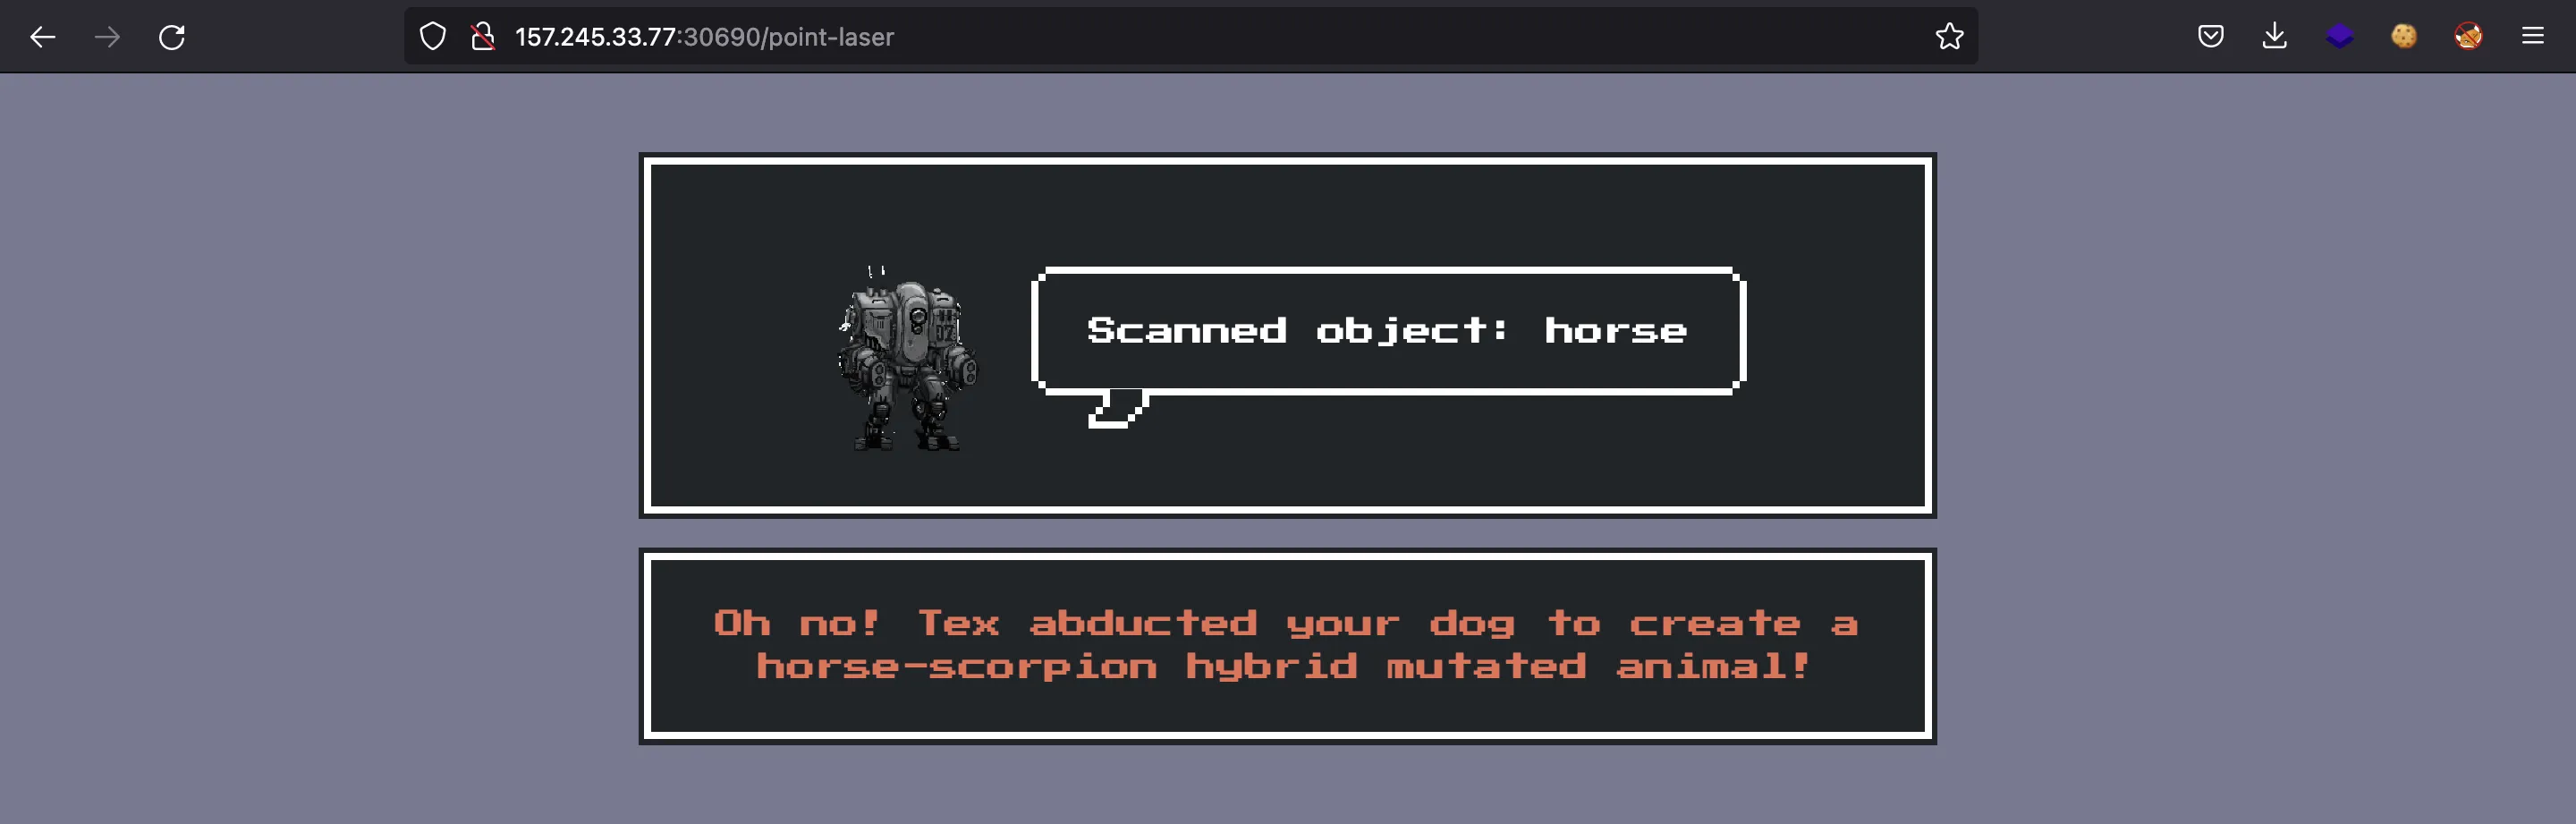 157.245.33.77:30690/point-laser
Scanned object: horse
Oh no! Tex abducted your dog to create a
horse-scorpion hybrid mutated animal!